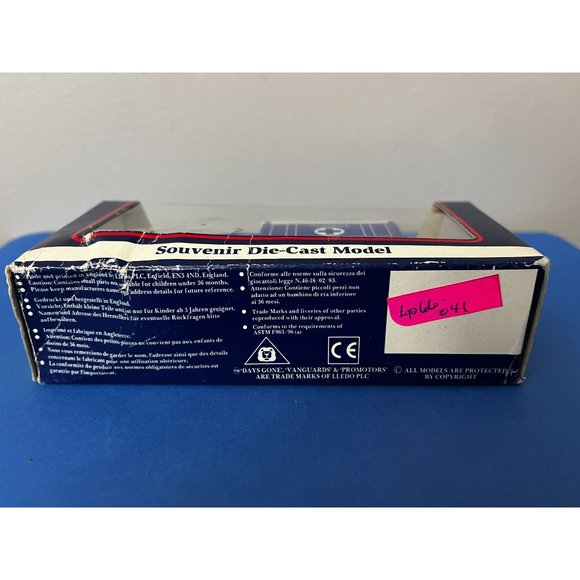 Souvenir Die-Cast Model
Made and printed in England by Lledo PLC, Enfield, EN3 4ND, England.
Caution: Contains small parts not suitable for children under 36 months.
Please keep manufacturers name and address details for future reference.
Gedruckt und hergestellt in England.
Vorsicht, Enthält kleine Teile und ist nur für Kinder ab 3 Jahren geeignet.
Namen und Adresse des Herstellers für eventuelle Rückfragen bitte
aufbewahren.
Imprimé et fabriqué en Angleterre.
Attention: Contient des petites pièces ne convient pas aux enfants de
moins de 36 mois.
Nous vous remercions de garder le nom, l'adresse ainsi que des détails
concernant le fabricant pour une utilisation ultérieure.
La conformité du produit aux normes obligatoires de sécurités est
garantie par l'importateur.
Conforme alle norme sulla sicurezza dei
giocattoli legge N.46 18. 02. 83.
Attenzione: Contiene piccoli pezzi non
adatto ad un bambino di eta inferiore
ai 36 mesi.
Trade Marks and liveries of other parties
reproduced with their approval.
Conforms to the requirements of
ASTM F963/96 (a)
CE
TM 'DAYS GONE', 'VANGUARDS' & 'PROMOTORS'
ARE TRADE MARKS OF LLEDO PLC
041
© ALL MODELS ARE PROTECTED
BY COPYRIGHT